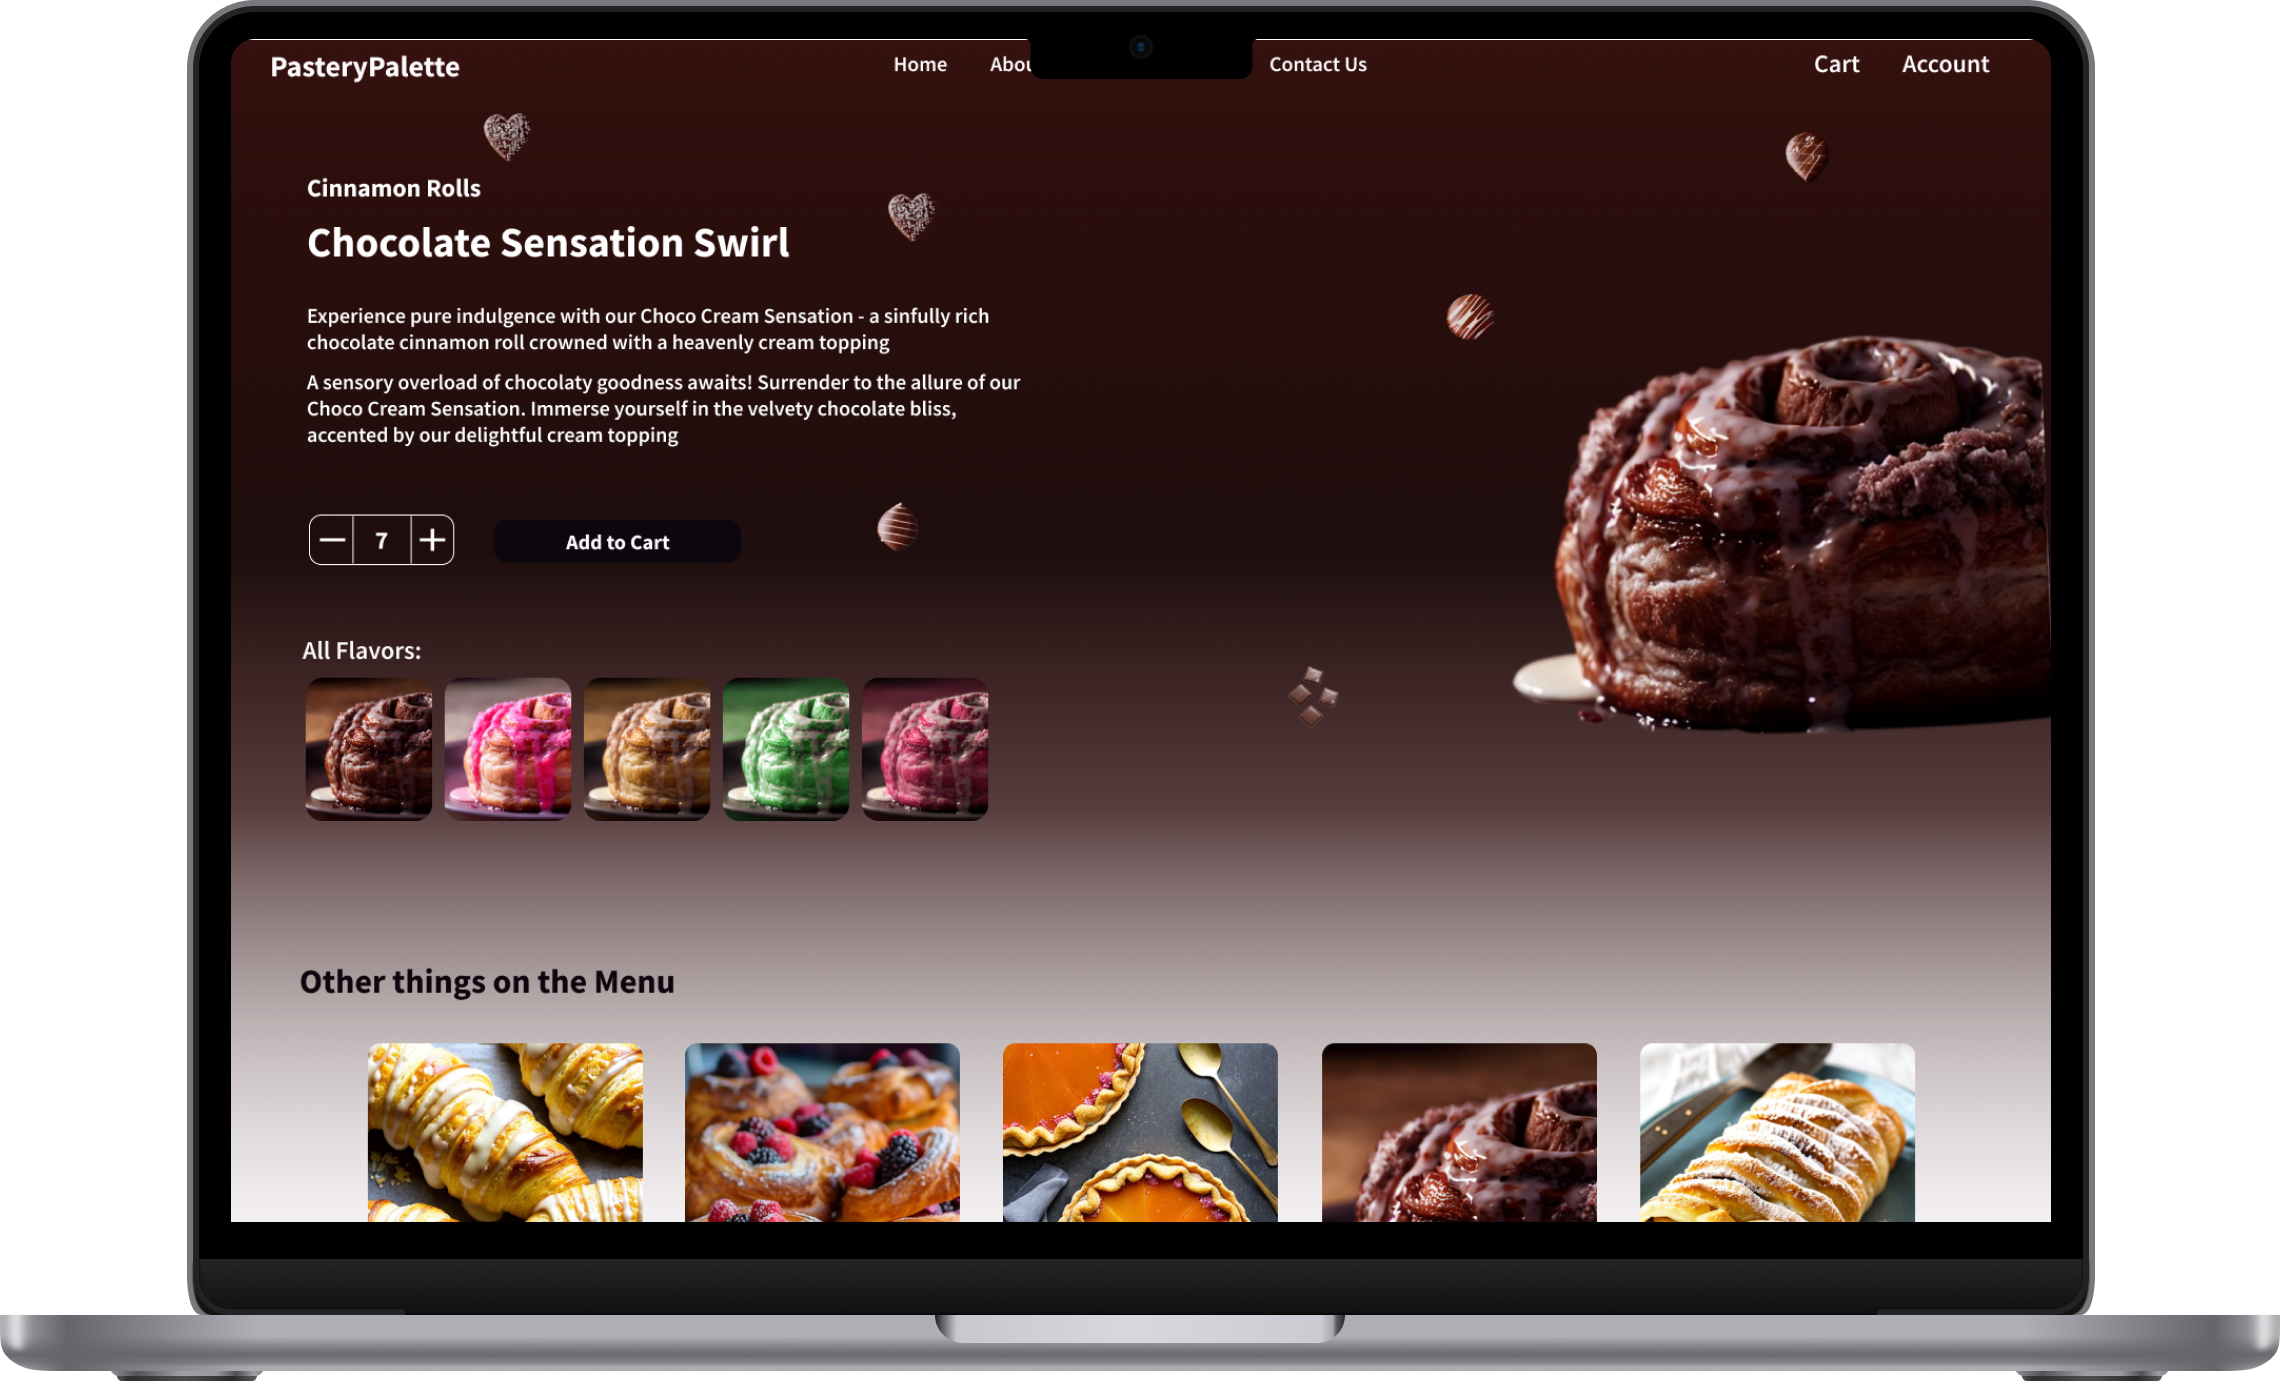 PasteryPalette
Home
Contact Us
Cart
Account
Cinnamon Rolls
Chocolate Sensation Swirl
Experience pure indulgence with our Choco Cream Sensation - a sinfully rich
chocolate cinnamon roll crowned with a heavenly cream topping
A sensory overload of chocolaty goodness awaits! Surrender to the allure of our
Choco Cream Sensation. Immerse yourself in the velvety chocolate bliss,
accented by our delightful cream topping
7
Add to Cart
All Flavors:
Other things on the Menu